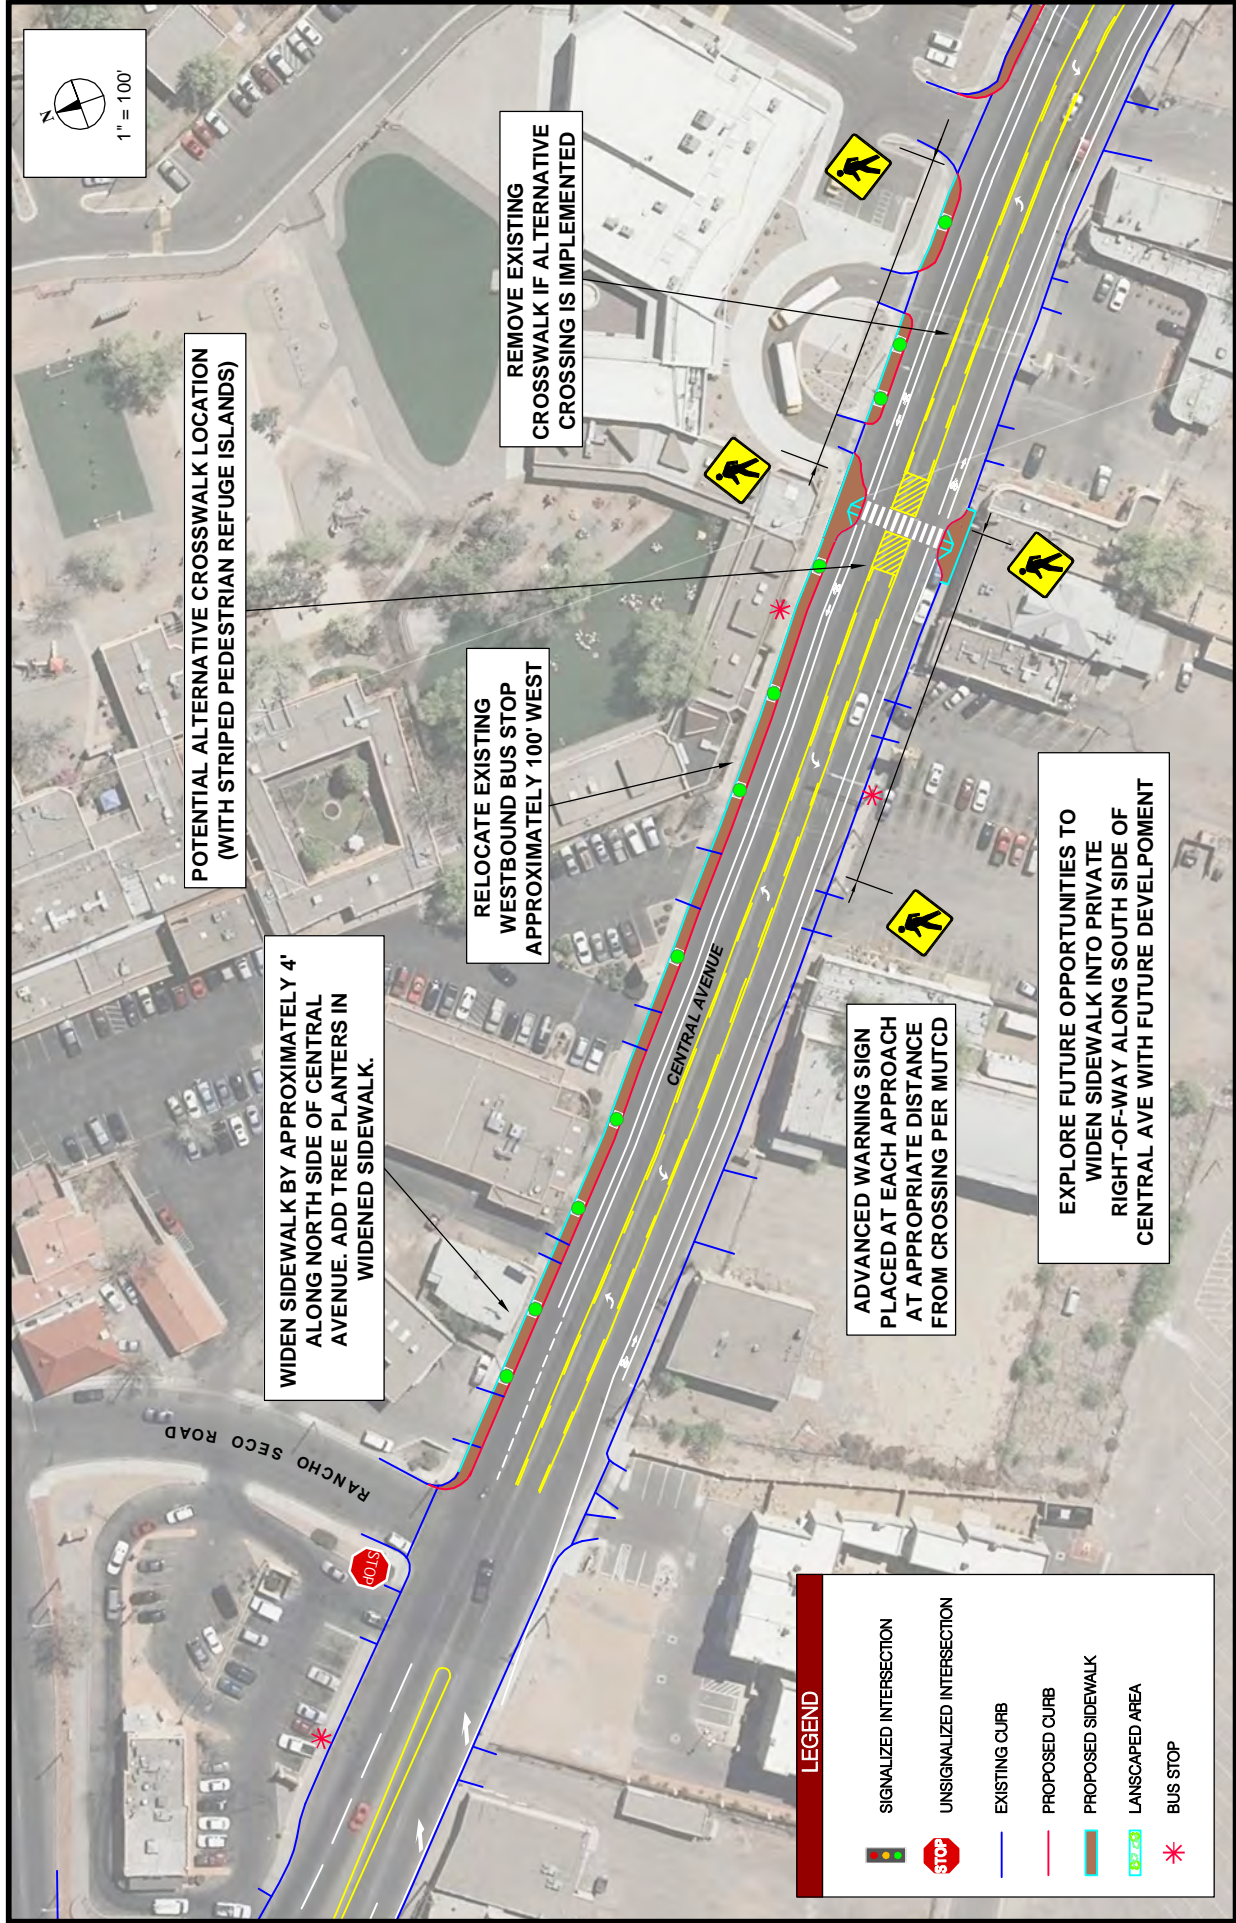 N
1" = 100'
POTENTIAL ALTERNATIVE CROSSWALK LOCATION
(WITH STRIPED PEDESTRIAN REFUGE ISLANDS)
REMOVE EXISTING
CROSSWALK IF ALTERNATIVE
CROSSING IS IMPLEMENTED
RELOCATE EXISTING
WESTBOUND BUS STOP
APPROXIMATELY 100' WEST
WIDEN SIDEWALK BY APPROXIMATELY 4'
ALONG NORTH SIDE OF CENTRAL
AVENUE. ADD TREE PLANTERS IN
WIDENED SIDEWALK.
RANCHO SECO ROAD
STOP
CENTRAL AVENUE
ADVANCED WARNING SIGN
PLACED AT EACH APPROACH
AT APPROPRIATE DISTANCE
FROM CROSSING PER MUTCD
EXPLORE FUTURE OPPORTUNITIES TO
WIDEN SIDEWALK INTO PRIVATE
RIGHT-OF-WAY ALONG SOUTH SIDE OF
CENTRAL AVE WITH FUTURE DEVELPOMENT
LEGEND
SIGNALIZED INTERSECTION
STOP
UNSIGNALIZED INTERSECTION
EXISTING CURB
PROPOSED CURB
PROPOSED SIDEWALK
LANSCAPED AREA
BUS STOP